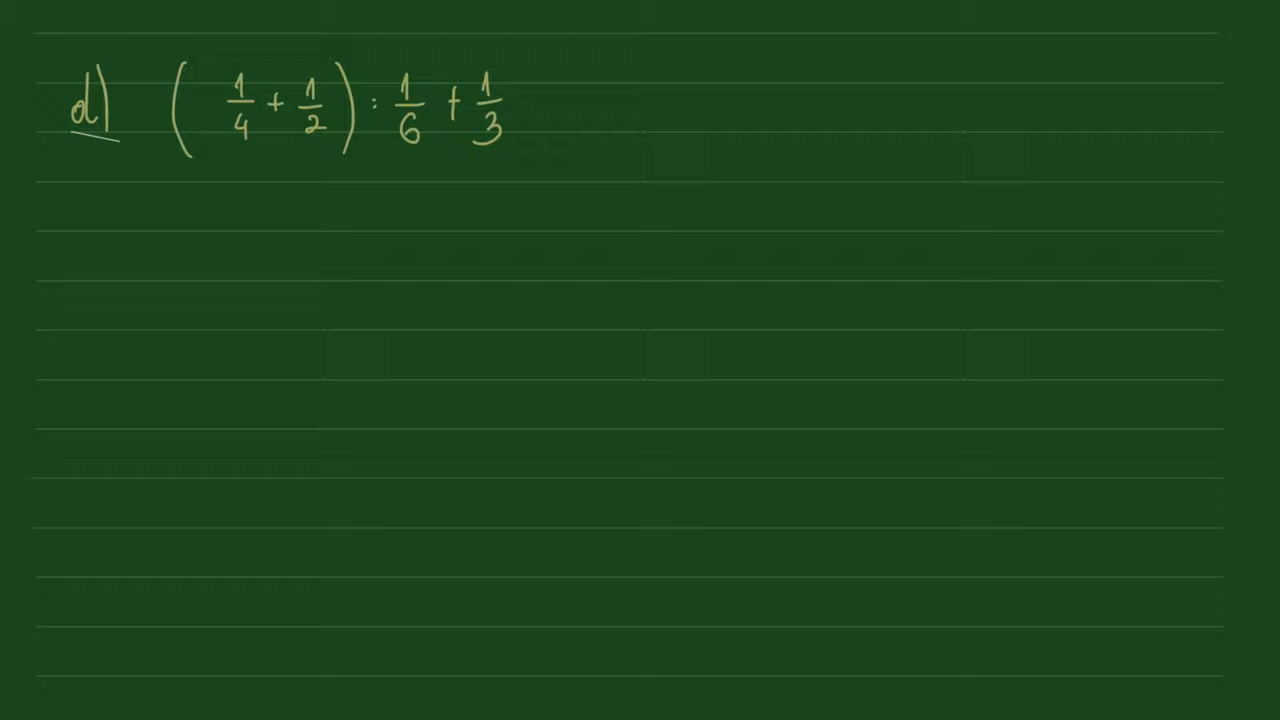 d) ( 1/4 + 1/2 ) : 1/6 + 1/3